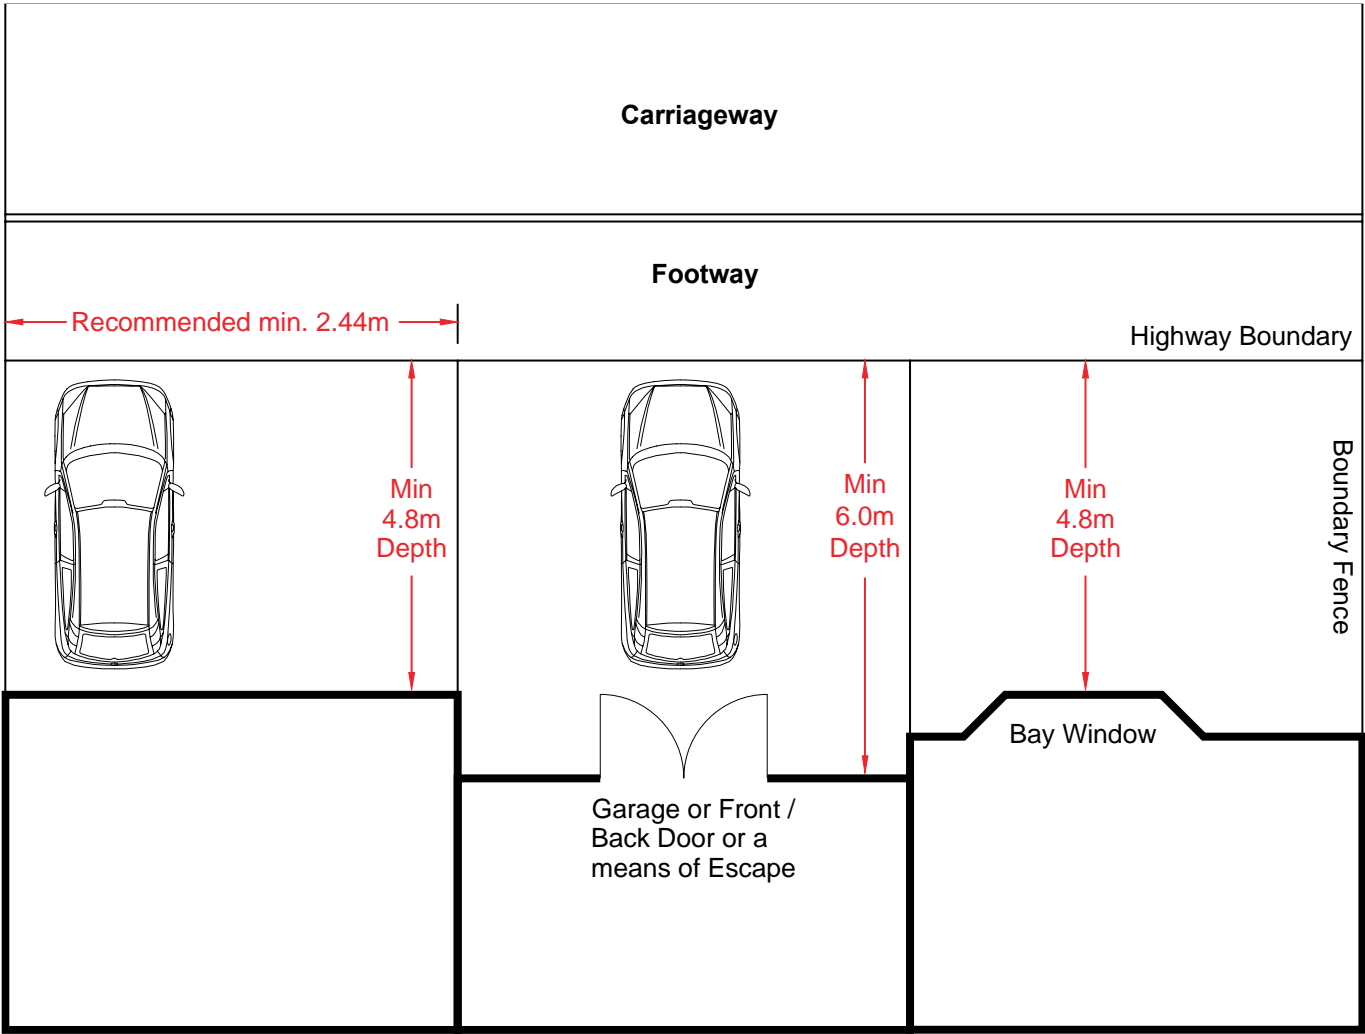 Carriageway
Footway
Recommended min. 2.44m
Highway Boundary
Min
4.8m
Depth
Min
6.0m
Depth
Min
4.8m
Depth
Boundary Fence
Bay Window
Garage or Front /
Back Door or a
means of Escape